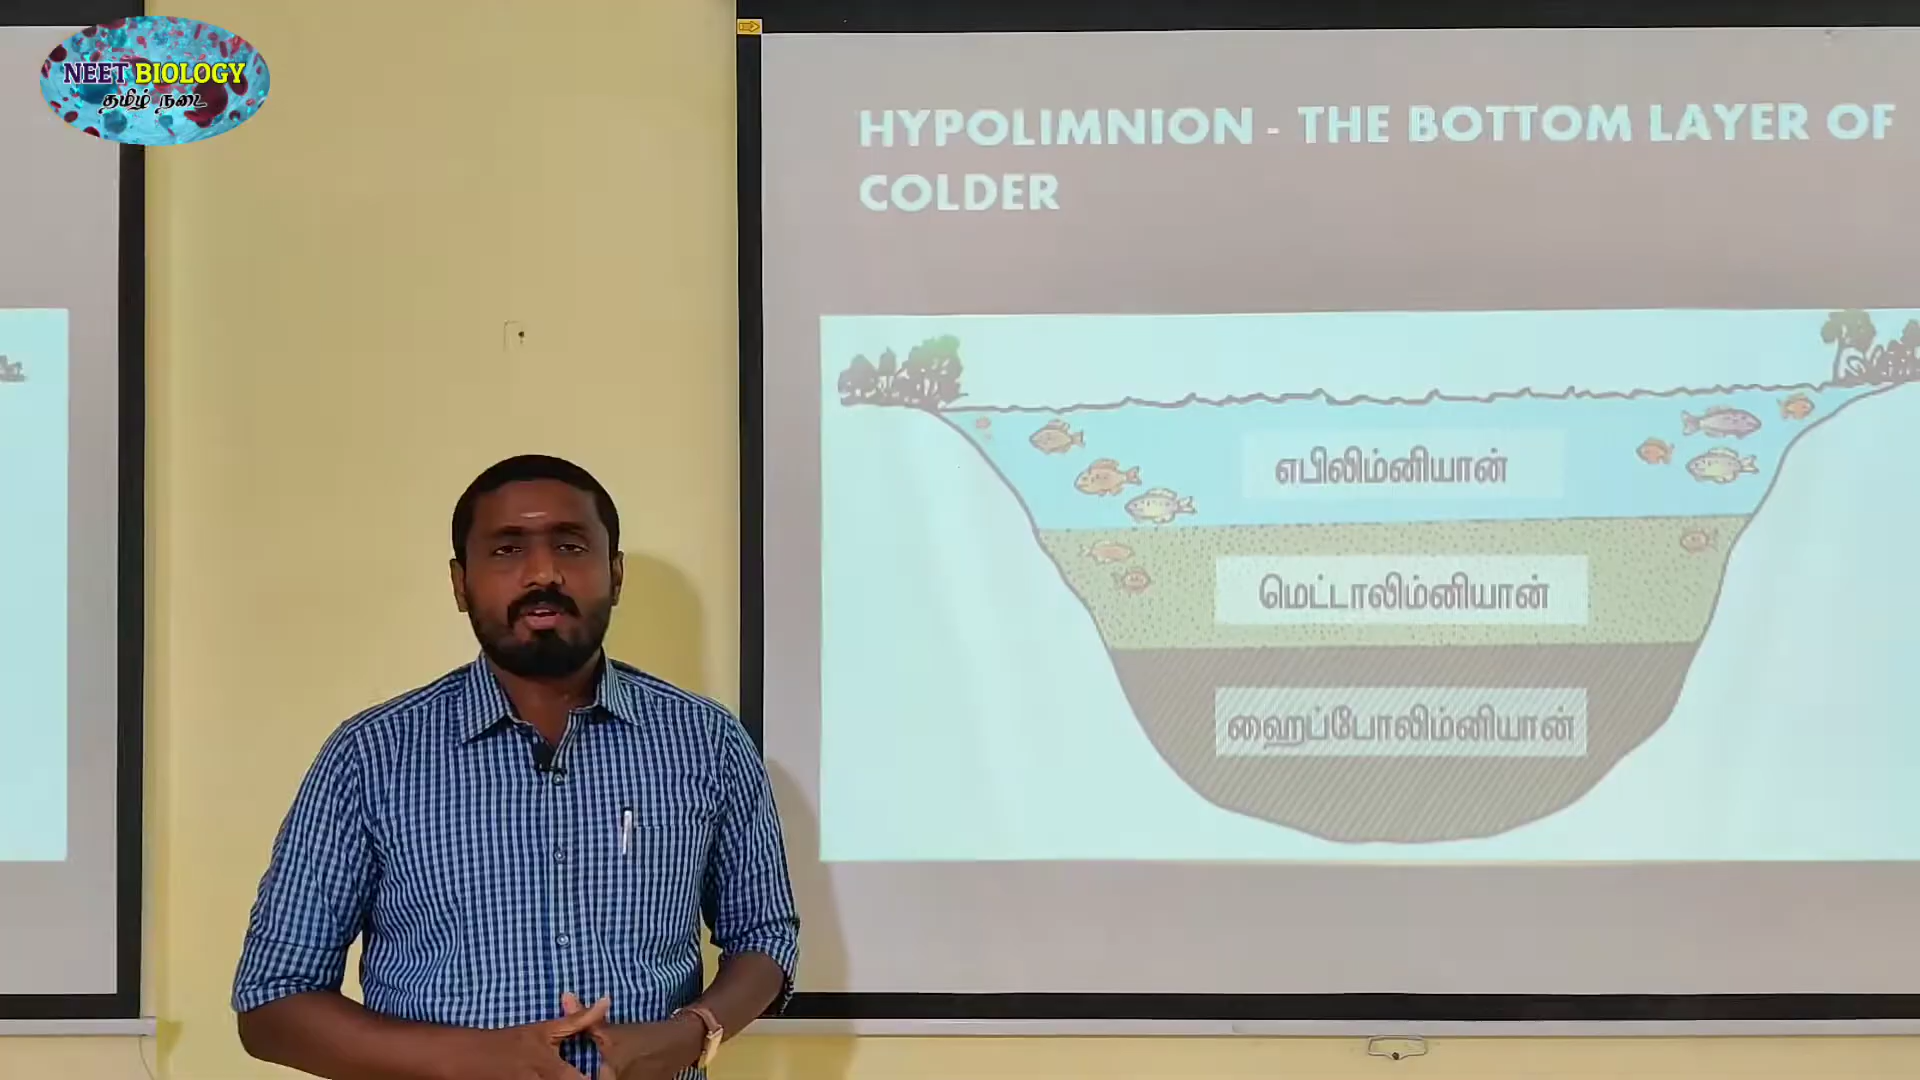 NEET BIOLOGY
தமிழ் நடை
HYPOLIMNION - THE BOTTOM LAYER OF
COLDER
எபிலிம்னியான்
மெட்டாலிம்னியான்
ஹைப்போலிம்னியான்